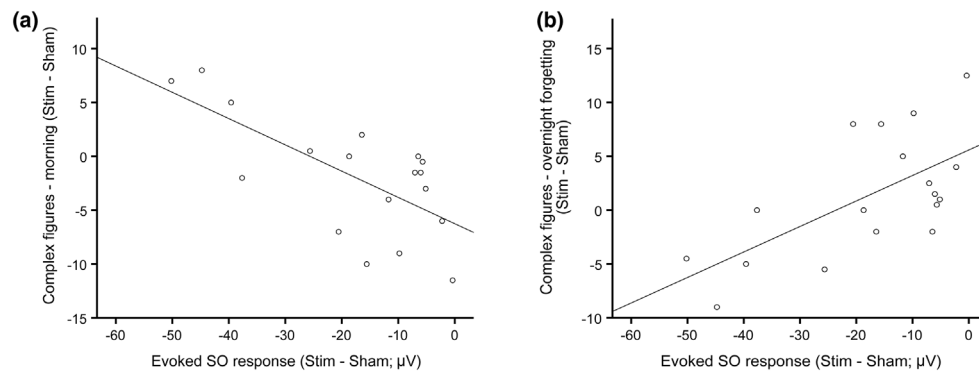 (a)
Complex figures - morning (Stim - Sham)
10
5
0
-5
-10
-15
-60 -50 -40 -30 -20 -10 0
Evoked SO response (Stim - Sham; µV)
(b)
Complex figures - overnight forgetting
(Stim - Sham)
15
10
5
0
-5
-10
-60 -50 -40 -30 -20 -10 0
Evoked SO response (Stim - Sham; µV)